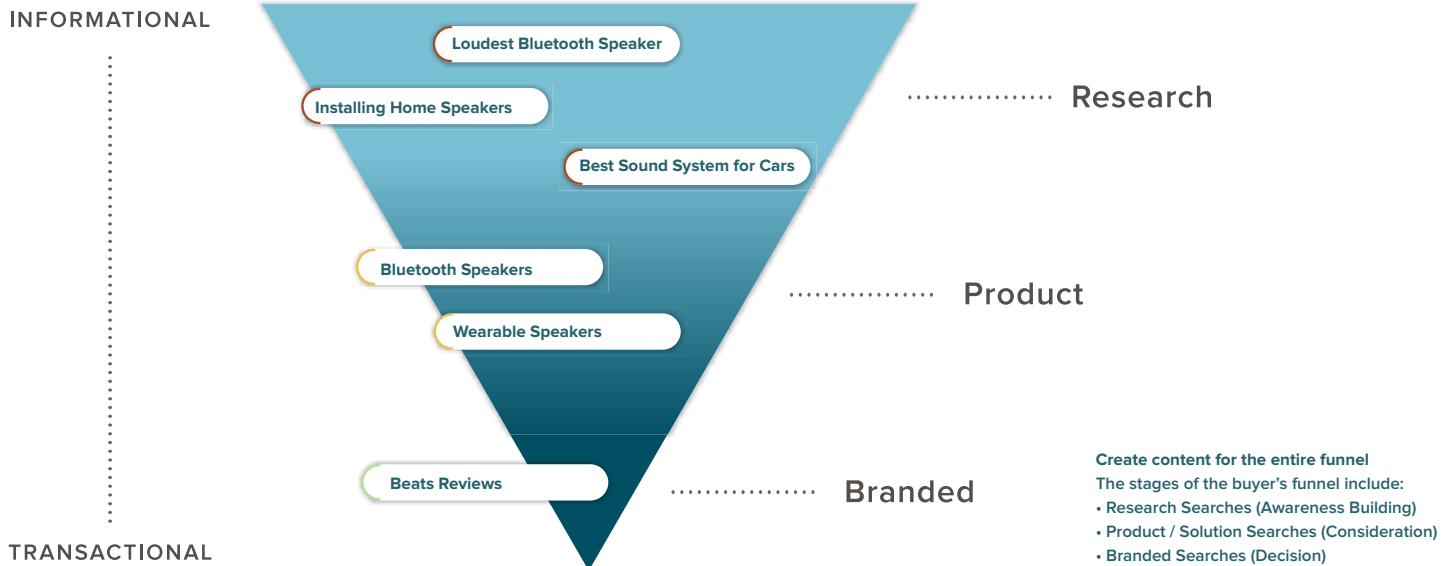 INFORMATIONAL
Loudest Bluetooth Speaker
Installing Home Speakers
Research
Best Sound System for Cars
Bluetooth Speakers
Product
Wearable Speakers
Beats Reviews
Branded
Create content for the entire funnel
The stages of the buyer’s funnel include:
• Research Searches (Awareness Building)
• Product / Solution Searches (Consideration)
• Branded Searches (Decision)
TRANSACTIONAL